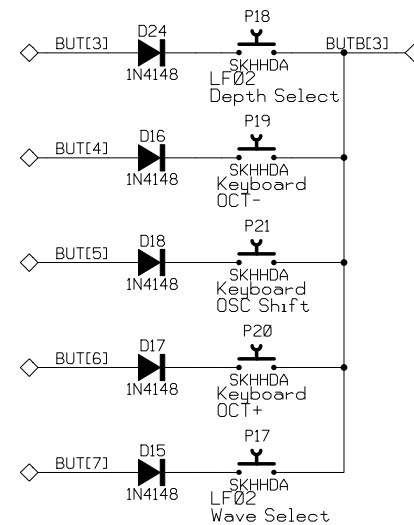 P18
D24
BUT[3]
BUTB[3]
1N4148
SKHHDA
LFO2
Depth Select
P19
D16
BUT[4]
1N4148
SKHHDA
Keyboard
OCT-
P21
D18
BUT[5]
1N4148
SKHHDA
Keyboard
OSC Shift
P20
D17
BUT[6]
1N4148
SKHHDA
Keyboard
OCT+
P17
D15
BUT[7]
1N4148
SKHHDA
LFO2
Wave Select